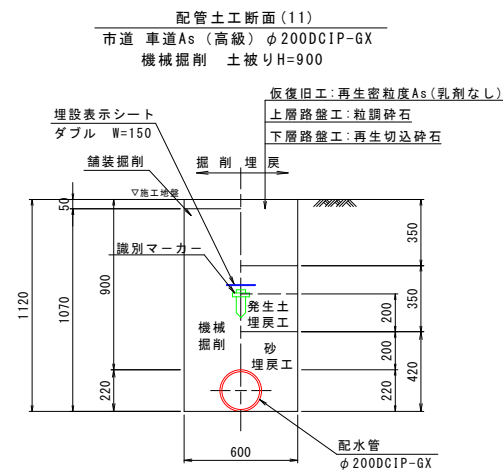 配管土工断面(11)
市道 車道As (高級) φ200DCIP-GX
機械掘削 土被りH=900
仮復旧工:再生密粒度As(乳剤なし)
上層路盤工:粒調砕石
下層路盤工:再生切込砕石
埋設表示シート
ダブル W=150
掘削 埋戻
舗装掘削
▽施工地盤
識別マーカー
50
1120
1070
900
220
350
350
420
200
200
220
発生土
埋戻工
機械
掘削
砂
埋戻工
600
配水管
φ200DCIP-GX